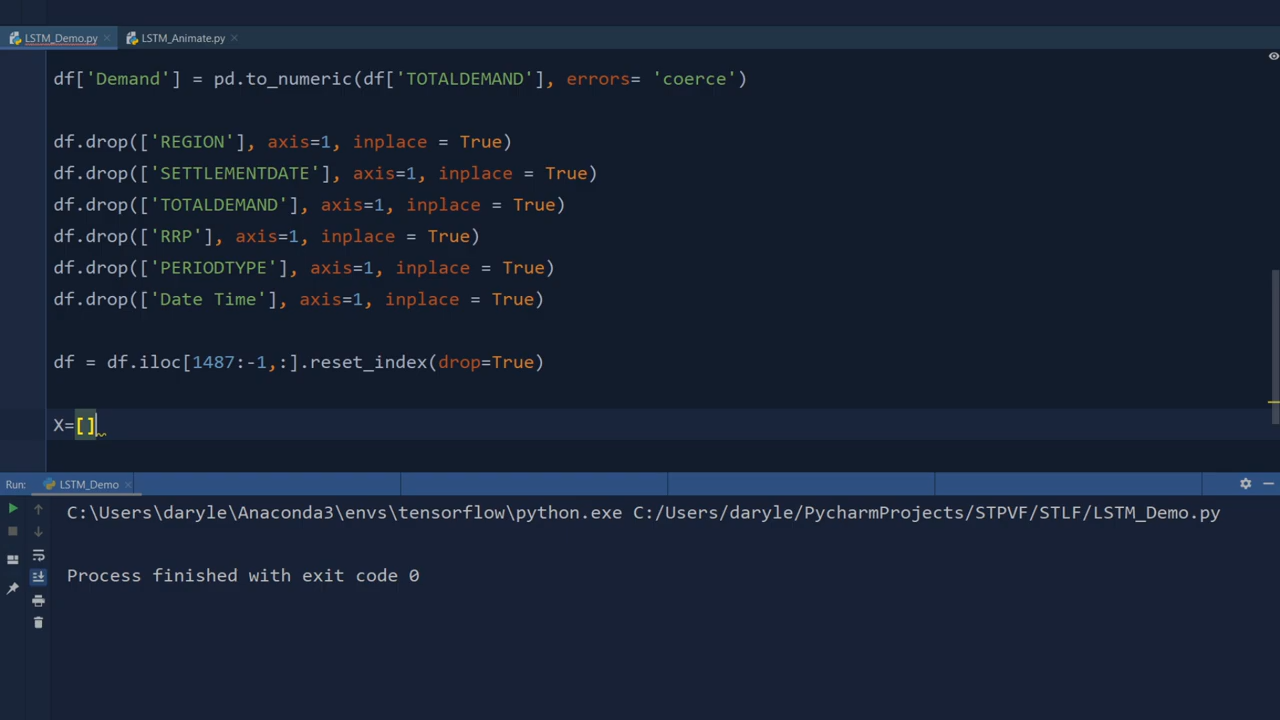 LSTM_Demo.py
LSTM_Animate.py
df['Demand'] = pd.to_numeric(df['TOTALDEMAND'], errors= 'coerce')
df.drop(['REGION'], axis=1, inplace = True)
df.drop(['SETTLEMENTDATE'], axis=1, inplace = True)
df.drop(['TOTALDEMAND'], axis=1, inplace = True)
df.drop(['RRP'], axis=1, inplace = True)
df.drop(['PERIODTYPE'], axis=1, inplace = True)
df.drop(['Date Time'], axis=1, inplace = True)
df = df.iloc[1487:-1,:].reset_index(drop=True)
X=[]
Run: LSTM_Demo
C:\Users\daryle\Anaconda3\envs\tensorflow\python.exe C:/Users/daryle/PycharmProjects/STPVF/STLF/LSTM_Demo.py
Process finished with exit code 0